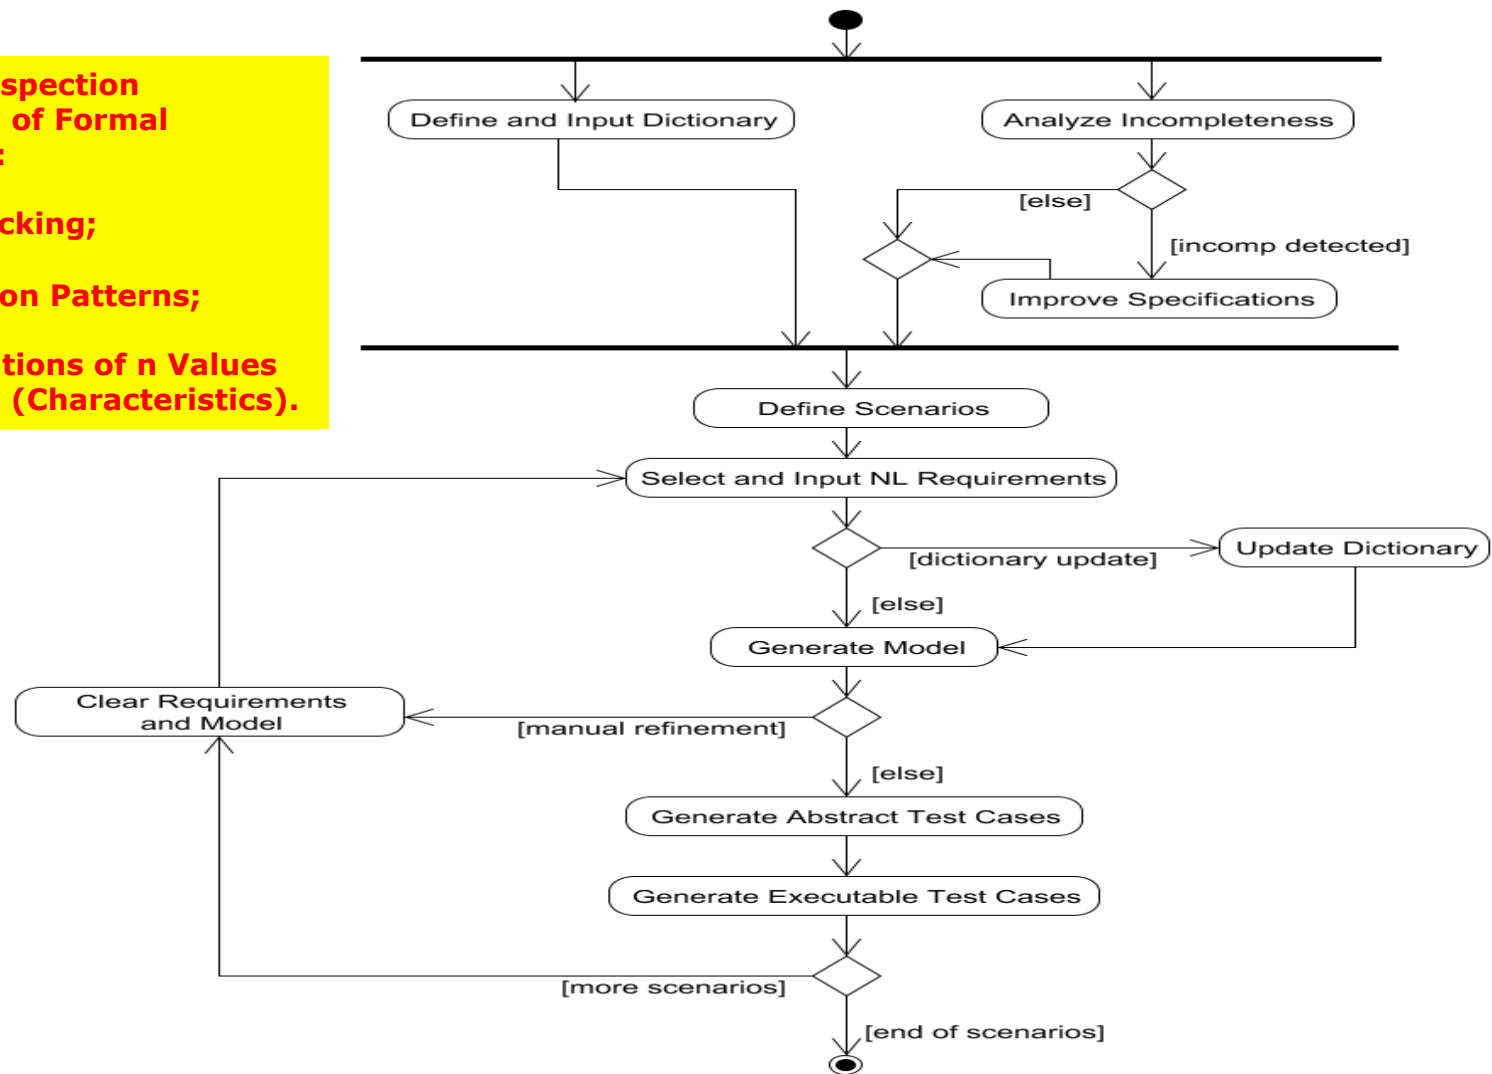 spection
of Formal
:
cking;
on Patterns;
tions of n Values
(Characteristics).
Define and Input Dictionary
Analyze Incompleteness
[else]
[incomp detected]
Improve Specifications
Define Scenarios
Select and Input NL Requirements
[dictionary update]
Update Dictionary
[else]
Generate Model
Clear Requirements
and Model
[manual refinement]
[else]
Generate Abstract Test Cases
Generate Executable Test Cases
[more scenarios]
[end of scenarios]